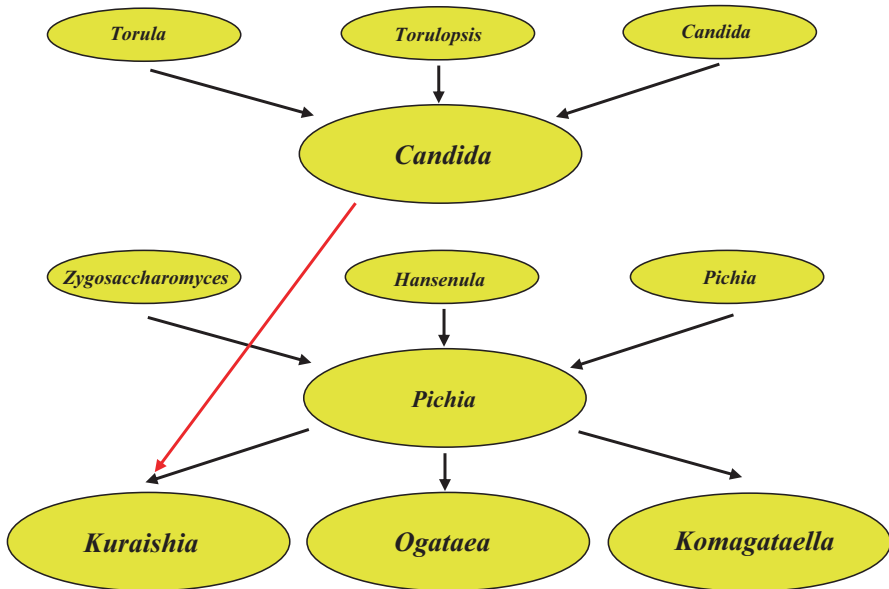 Torula
Torulopsis
Candida
Candida
Zygosaccharomyces
Hansenula
Pichia
Pichia
Kuraishia
Ogataea
Komagataella